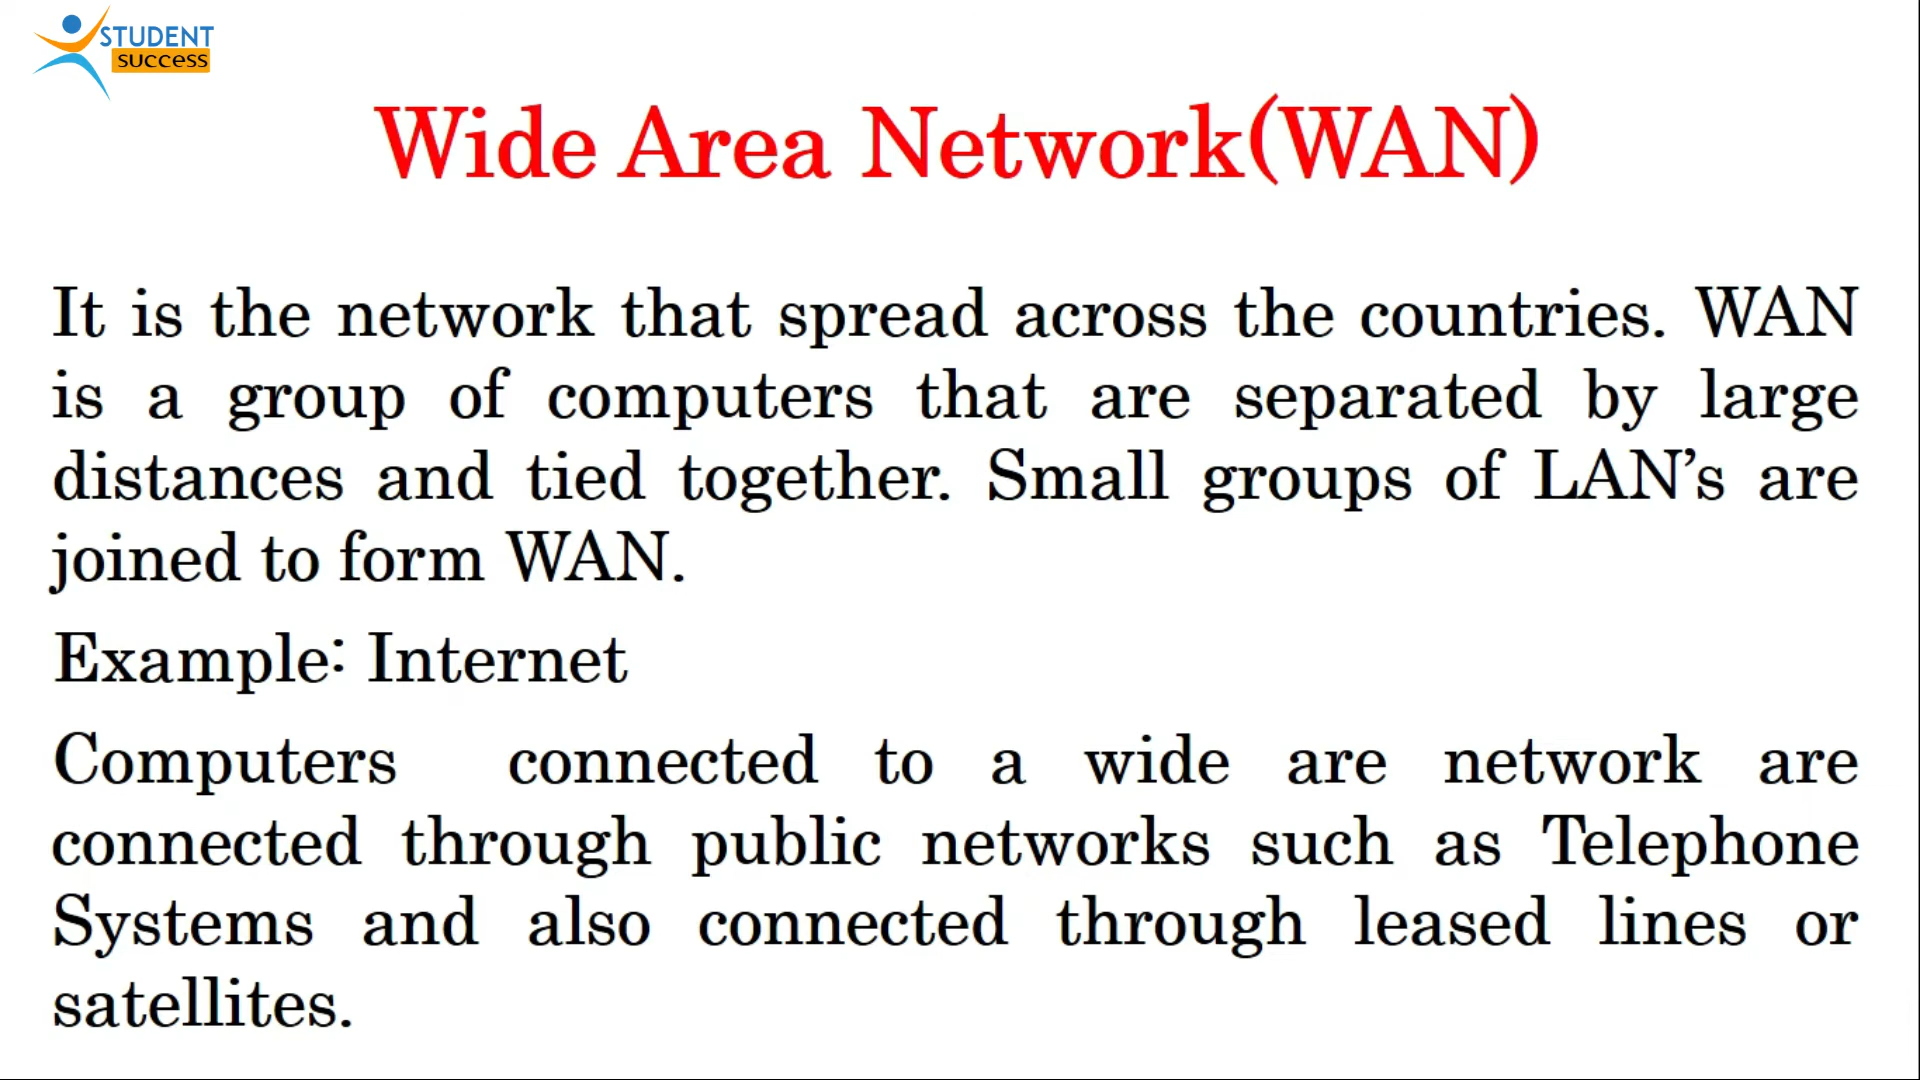 STUDENT
success
Wide Area Network(WAN)
It is the network that spread across the countries. WAN
is a group of computers that are separated by large
distances and tied together. Small groups of LAN’s are
joined to form WAN.
Example: Internet
Computers connected to a wide are network are
connected through public networks such as Telephone
Systems and also connected through leased lines or
satellites.